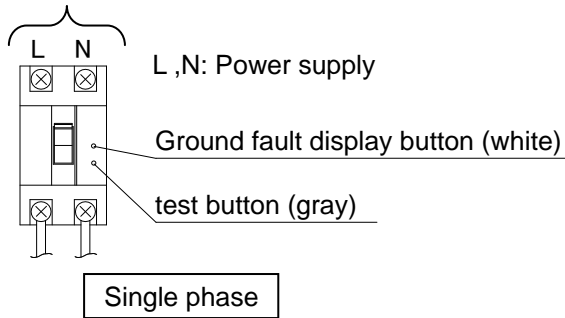 L N
L ,N: Power supply
Ground fault display button (white)
test button (gray)
Single phase